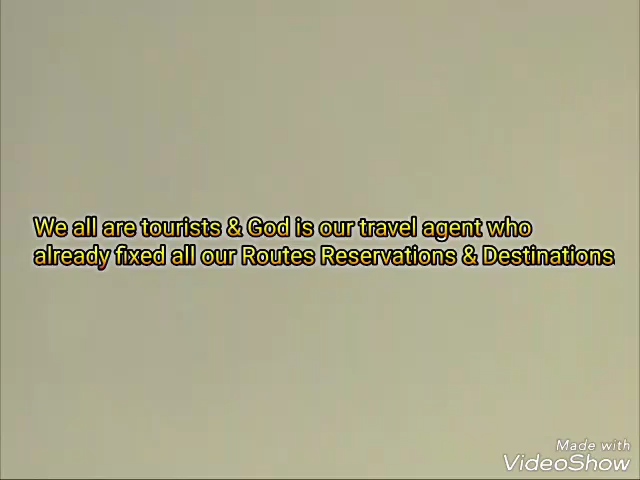 We all are tourists & God is our travel agent who
already fixed all our Routes Reservations & Destinations
Made with
VideoShow